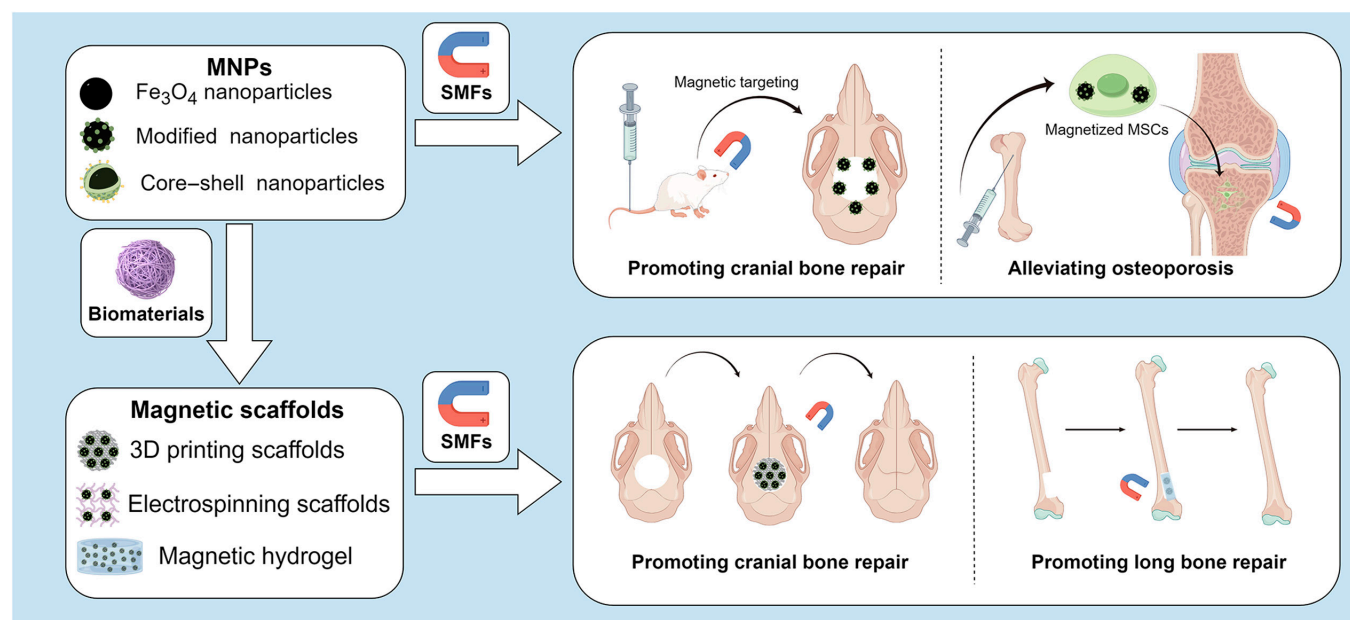 MNPs
Fe₃O₄ nanoparticles
Modified nanoparticles
Core–shell nanoparticles
SMFs
Magnetic targeting
Promoting cranial bone repair
Magnetized MSCs
Alleviating osteoporosis
Biomaterials
Magnetic scaffolds
3D printing scaffolds
Electrospinning scaffolds
Magnetic hydrogel
SMFs
Promoting cranial bone repair
Promoting long bone repair